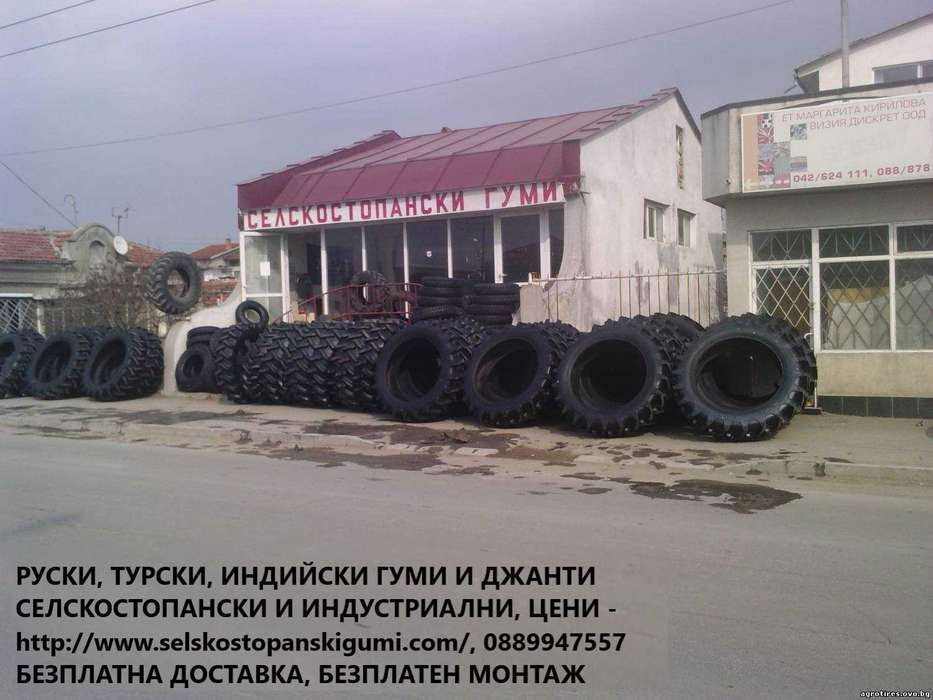 СЕЛСКОСТОПАНСКИ ГУМИ
ЕТ МАРГАРИТА КИРИЛОВА
ВИЗИЯ ДИСКРЕТ ООД
042/624 111, 088/878
РУСКИ, ТУРСКИ, ИНДИЙСКИ ГУМИ И ДЖАНТИ
СЕЛСКОСТОПАНСКИ И ИНДУСТРИАЛНИ, ЦЕНИ -
http://www.selskostopanskigumi.com/, 0889947557
БЕЗПЛАТНА ДОСТАВКА, БЕЗПЛАТЕН МОНТАЖ
agrotires.ovo.bg